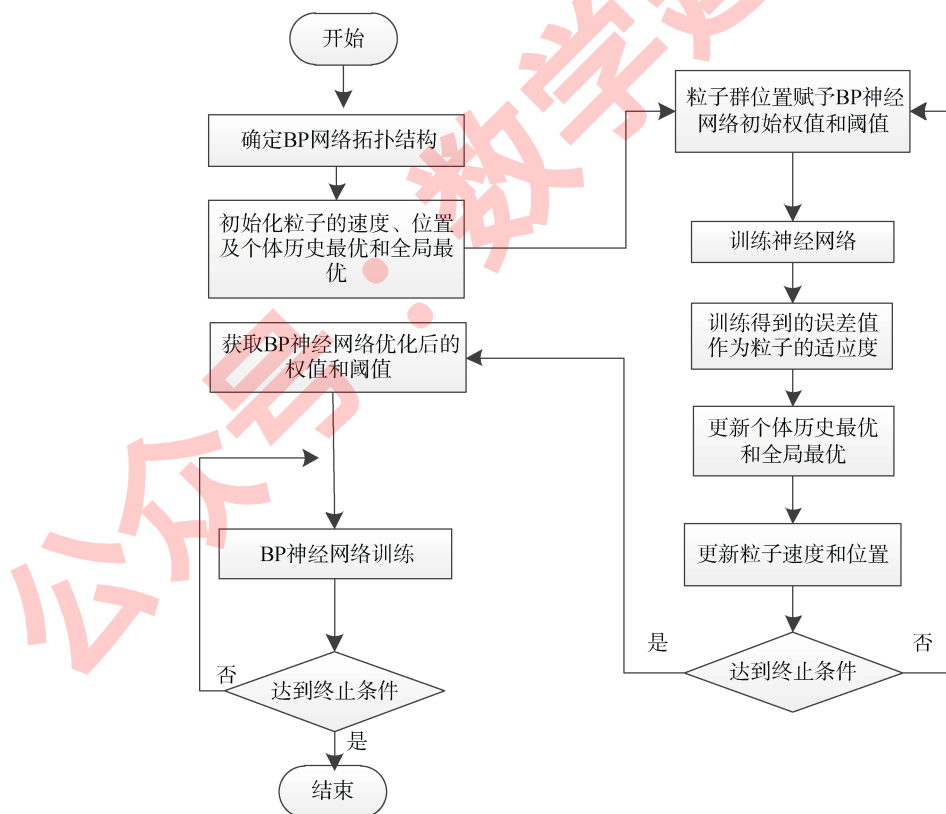 开始
确定BP网络拓扑结构
初始化粒子的速度、位置
及个体历史最优和全局最
优
粒子群位置赋予BP神经
网络初始权值和阈值
训练神经网络
训练得到的误差值
作为粒子的适应度
更新个体历史最优
和全局最优
更新粒子速度和位置
达到终止条件
是
否
获取BP神经网络优化后的
权值和阈值
BP神经网络训练
达到终止条件
否
是
结束
公众号：数学建